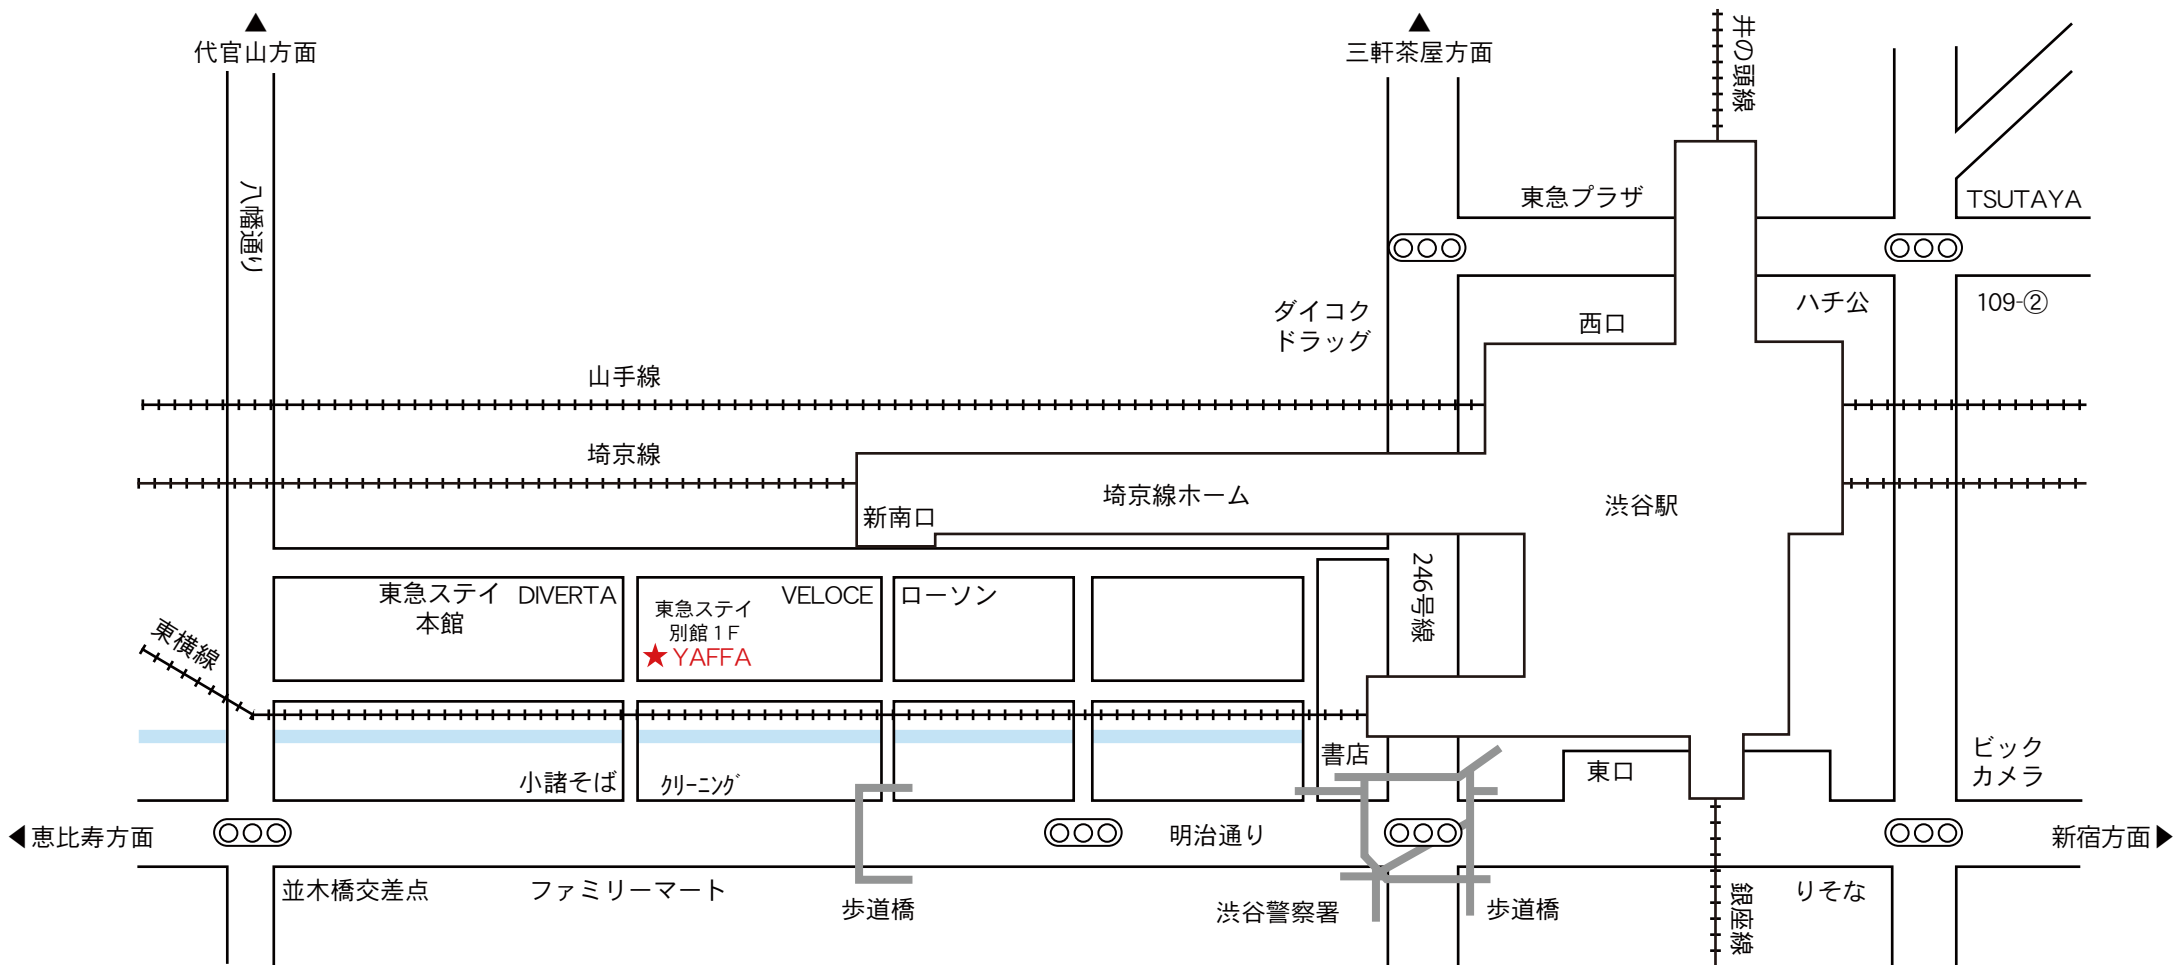 代官山方面
三軒茶屋方面
井の頭線
八幡通り
東急プラザ
TSUTAYA
ダイコク
ドラッグ
西口
ハチ公
109-②
山手線
埼京線
埼京線ホーム
渋谷駅
新南口
246号線
東急ステイ
本館
DIVERTA
東急ステイ
別館1F
★YAFFA
VELOCE
ローソン
東横線
小諸そば
クリーニング
書店
東口
ビック
カメラ
恵比寿方面
明治通り
新宿方面
並木橋交差点
ファミリーマート
歩道橋
渋谷警察署
歩道橋
銀座線
りそな